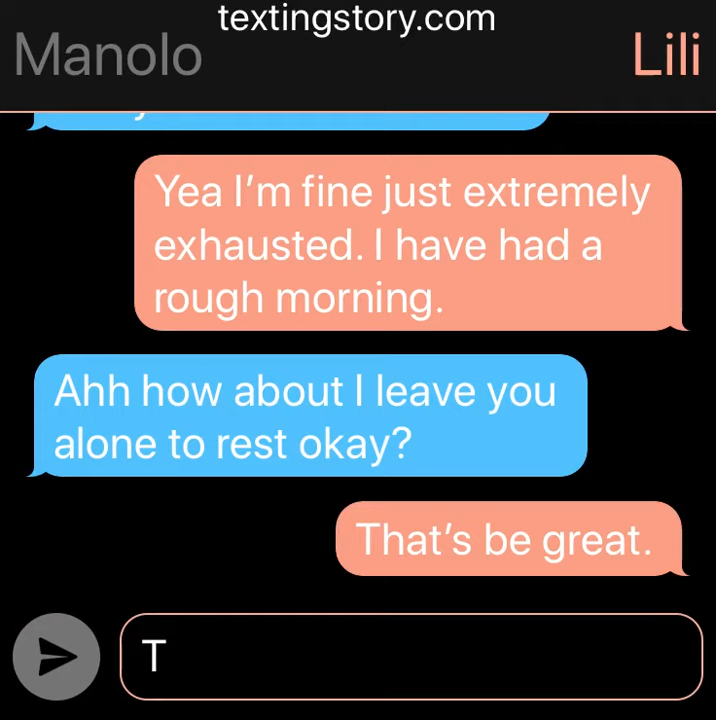 textingstory.com
Manolo
Lili
Yea I'm fine just extremely
exhausted. I have had a
rough morning.
Ahh how about I leave you
alone to rest okay?
That's be great.
T